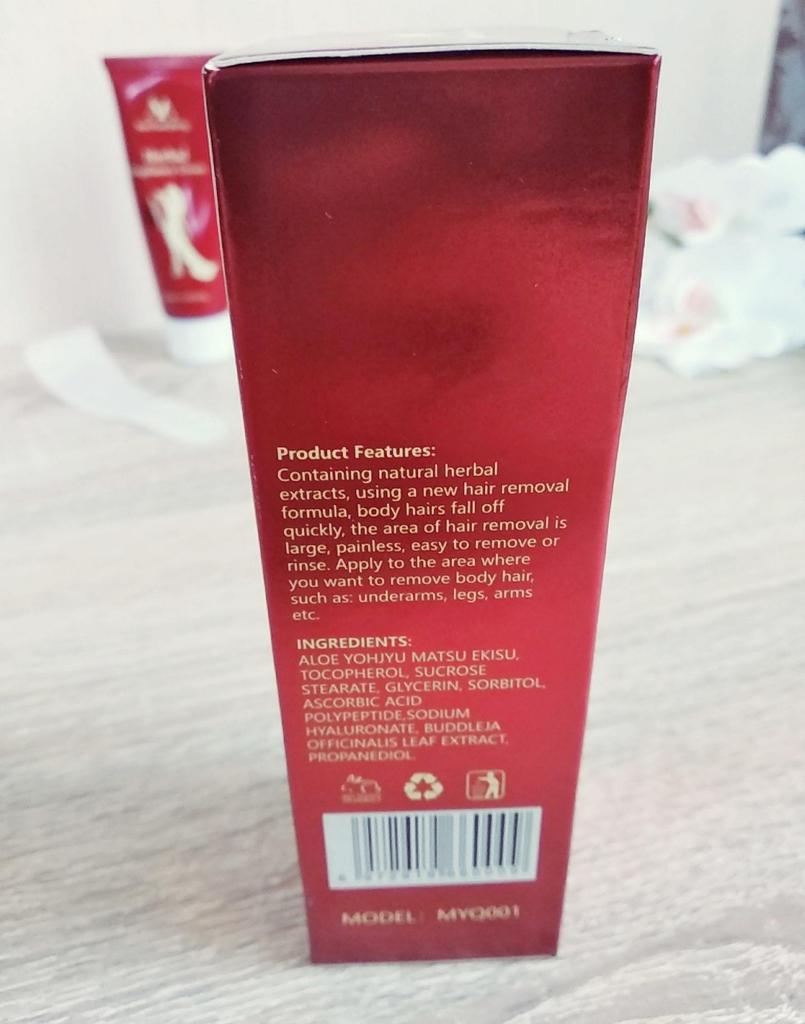 Herbal
Product Features:
Containing natural herbal
extracts, using a new hair removal
formula, body hairs fall off
quickly, the area of hair removal is
large, painless, easy to remove or
rinse. Apply to the area where
you want to remove body hair,
such as: underarms, legs, arms
etc.
INGREDIENTS:
ALOE YOHJYU MATSU EKISU,
TOCOPHEROL, SUCROSE
STEARATE, GLYCERIN, SORBITOL,
ASCORBIC ACID
POLYPEPTIDE,SODIUM
HYALURONATE, BUDDLEJA
OFFICINALIS LEAF EXTRACT,
PROPANEDIOL.
MODEL: MYQ001